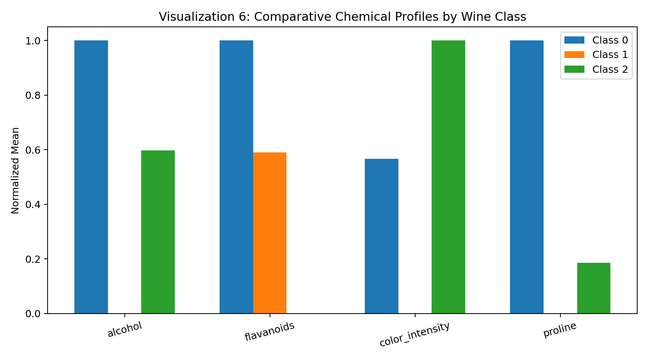 Visualization 6: Comparative Chemical Profiles by Wine Class
Class 0
Class 1
Class 2
Normalized Mean
1.0
0.8
0.6
0.4
0.2
0.0
alcohol
flavanoids
color_intensity
proline